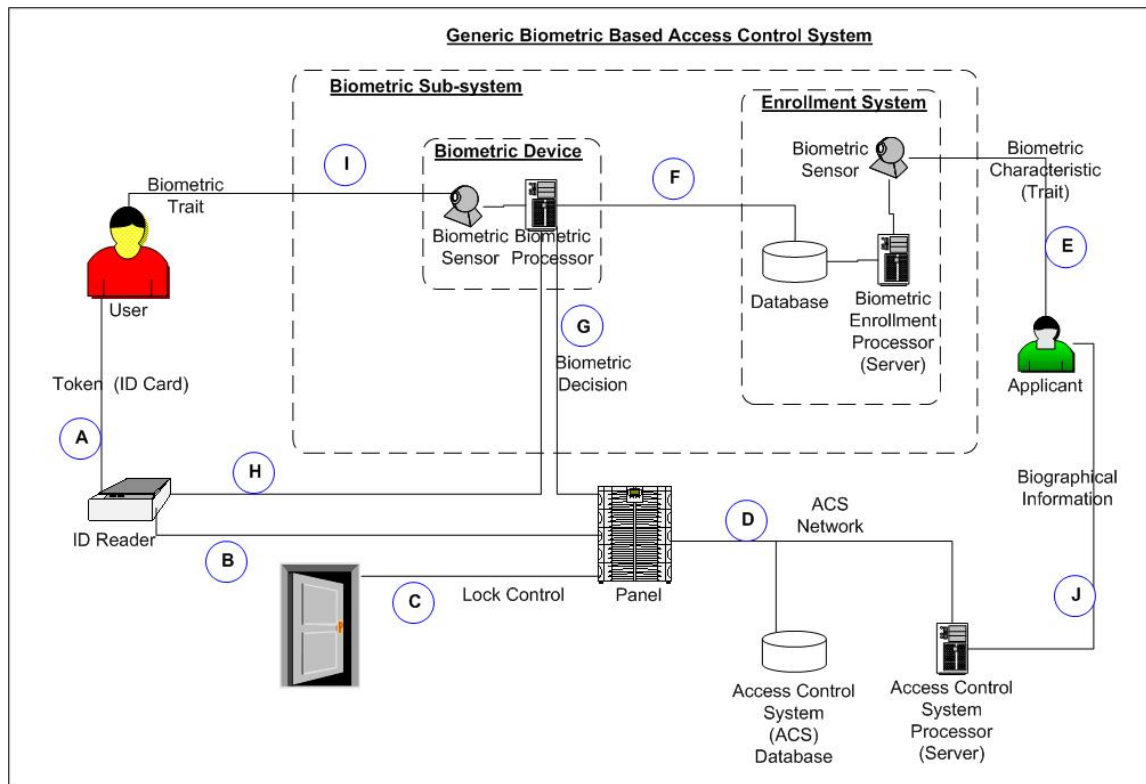 Generic Biometric Based Access Control System
Biometric Sub-system
Enrollment System
Biometric Device
I
Biometric
Trait
Biometric
Sensor
Biometric
Processor
F
Biometric
Sensor
Biometric
Characteristic
(Trait)
E
User
Database
Biometric
Enrollment
Processor
(Server)
G
Biometric
Decision
Applicant
Token (ID Card)
A
H
ID Reader
B
Biographical
Information
D
ACS
Network
C
Lock Control
Panel
J
Access Control
System
(ACS)
Database
Access Control
System
Processor
(Server)